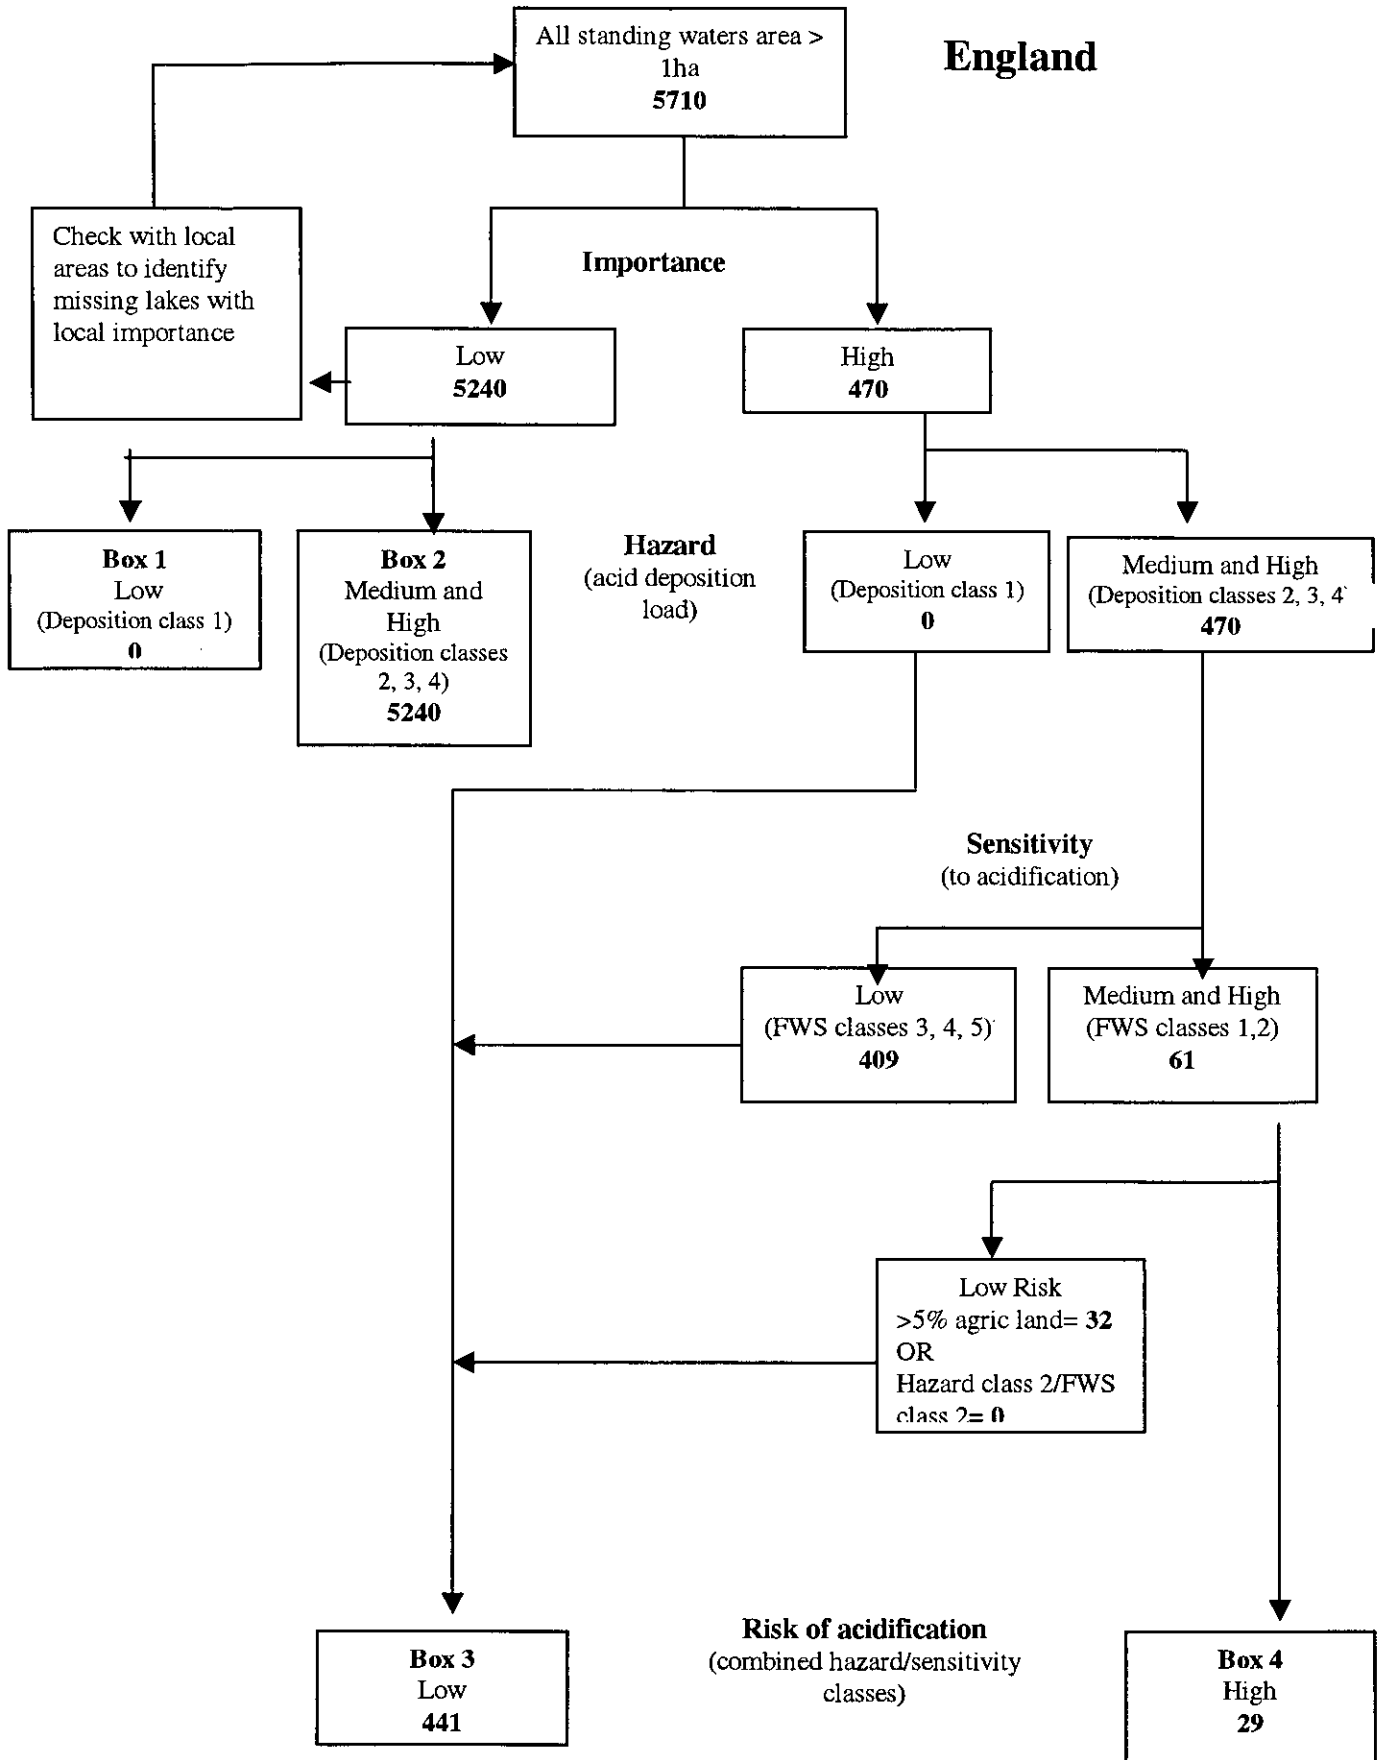 All standing waters area >
1ha
5710
England
Check with local
areas to identify
missing lakes with
local importance
Importance
Low
5240
High
470
Box 1
Low
(Deposition class 1)
0
Box 2
Medium and
High
(Deposition classes
2, 3, 4)
5240
Hazard
(acid deposition
load)
Low
(Deposition class 1)
0
Medium and High
(Deposition classes 2, 3, 4
470
Sensitivity
(to acidification)
Low
(FWS classes 3, 4, 5)
409
Medium and High
(FWS classes 1,2)
61
Low Risk
>5% agric land= 32
OR
Hazard class 2/FWS
class 2= 0
Box 3
Low
441
Risk of acidification
(combined hazard/sensitivity
classes)
Box 4
High
29